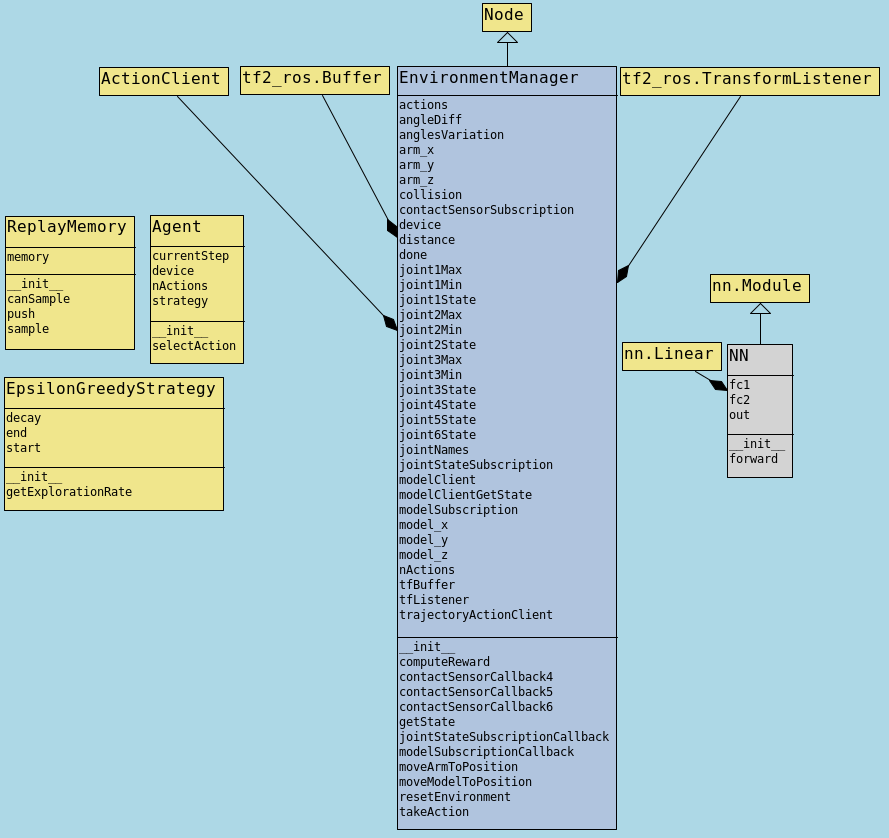 Node
ActionClient
tf2_ros.Buffer
EnvironmentManager
tf2_ros.TransformListener
actions
angleDiff
anglesVariation
arm_x
arm_y
arm_z
collision
contactSensorSubscription
device
distance
done
joint1Max
joint1Min
joint1State
joint2Max
joint2Min
joint2State
joint3Max
joint3Min
joint3State
joint4State
joint5State
joint6State
jointNames
jointStateSubscription
modelClient
modelClientGetState
modelSubscription
model_x
model_y
model_z
nActions
tfBuffer
tfListener
trajectoryActionClient
__init__
computeReward
contactSensorCallback4
contactSensorCallback5
contactSensorCallback6
getState
jointStateSubscriptionCallback
modelSubscriptionCallback
moveArmToPosition
moveModelToPosition
resetEnvironment
takeAction
ReplayMemory
memory
__init__
canSample
push
sample
Agent
currentStep
device
nActions
strategy
__init__
selectAction
EpsilonGreedyStrategy
decay
end
start
__init__
getExplorationRate
nn.Module
nn.Linear
NN
fc1
fc2
out
__init__
forward